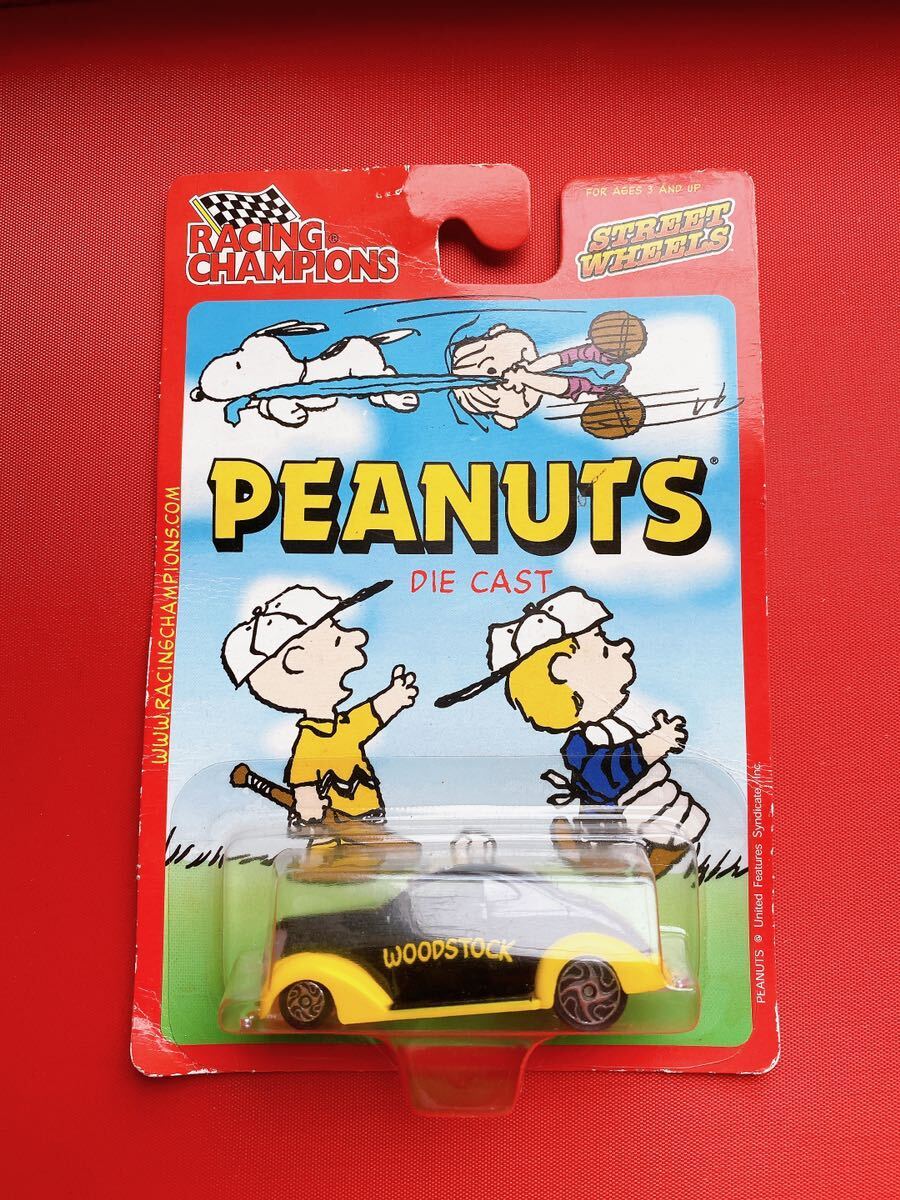 FOR AGES 3 AND UP
RACING®
CHAMPIONS
STREET
WHEELS
PEANUTS®
DIE CAST
WWW.RACINGCHAMPIONS.COM
WOODSTOCK
PEANUTS © United Features Syndicate, Inc.